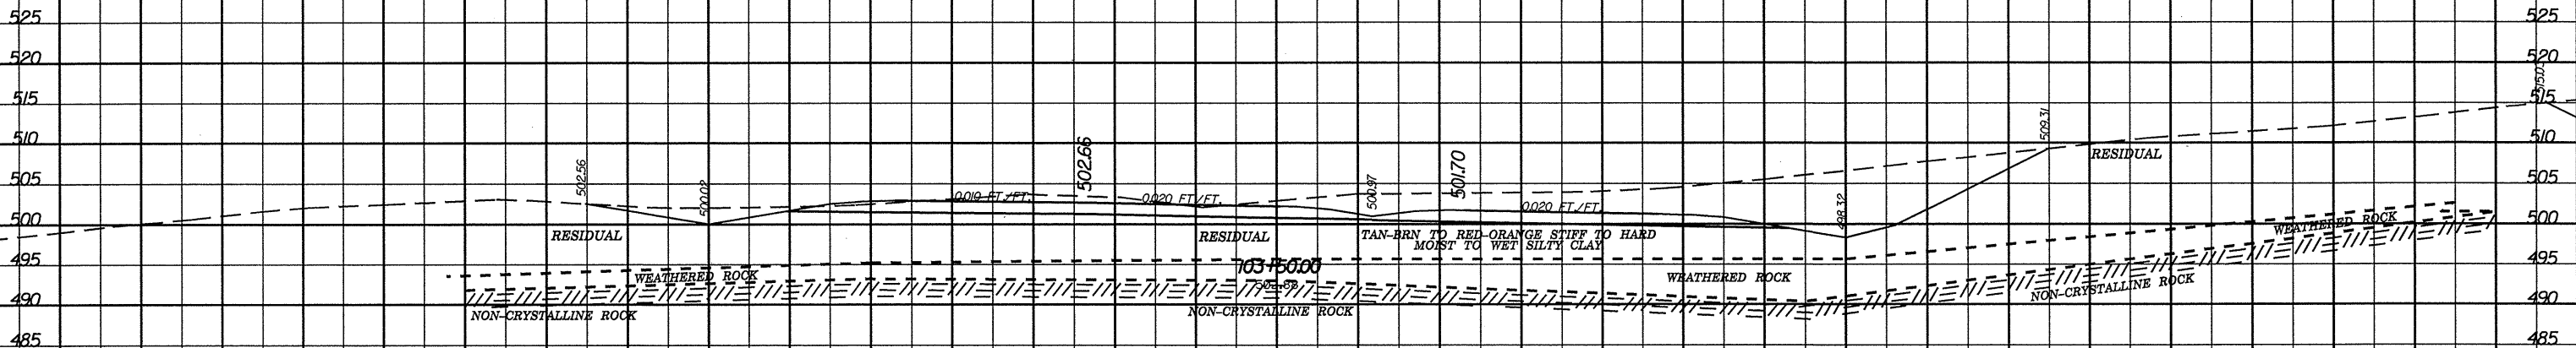 525 525
520 520
515 515.03 515
510 509.31 510
RESIDUAL
505 502.56 502.66 500.97 501.70 505
0.010 FT./FT. 0.020 FT./FT. 0.020 FT./FT.
500 500.02 498.32 500
WEATHERED ROCK
RESIDUAL RESIDUAL TAN-BRN TO RED-ORANGE STIFF TO HARD
MOIST TO WET SILTY CLAY
495 103+50.00 495
WEATHERED ROCK WEATHERED ROCK
NON-CRYSTALLINE ROCK
490 490
NON-CRYSTALLINE ROCK NON-CRYSTALLINE ROCK
485 485